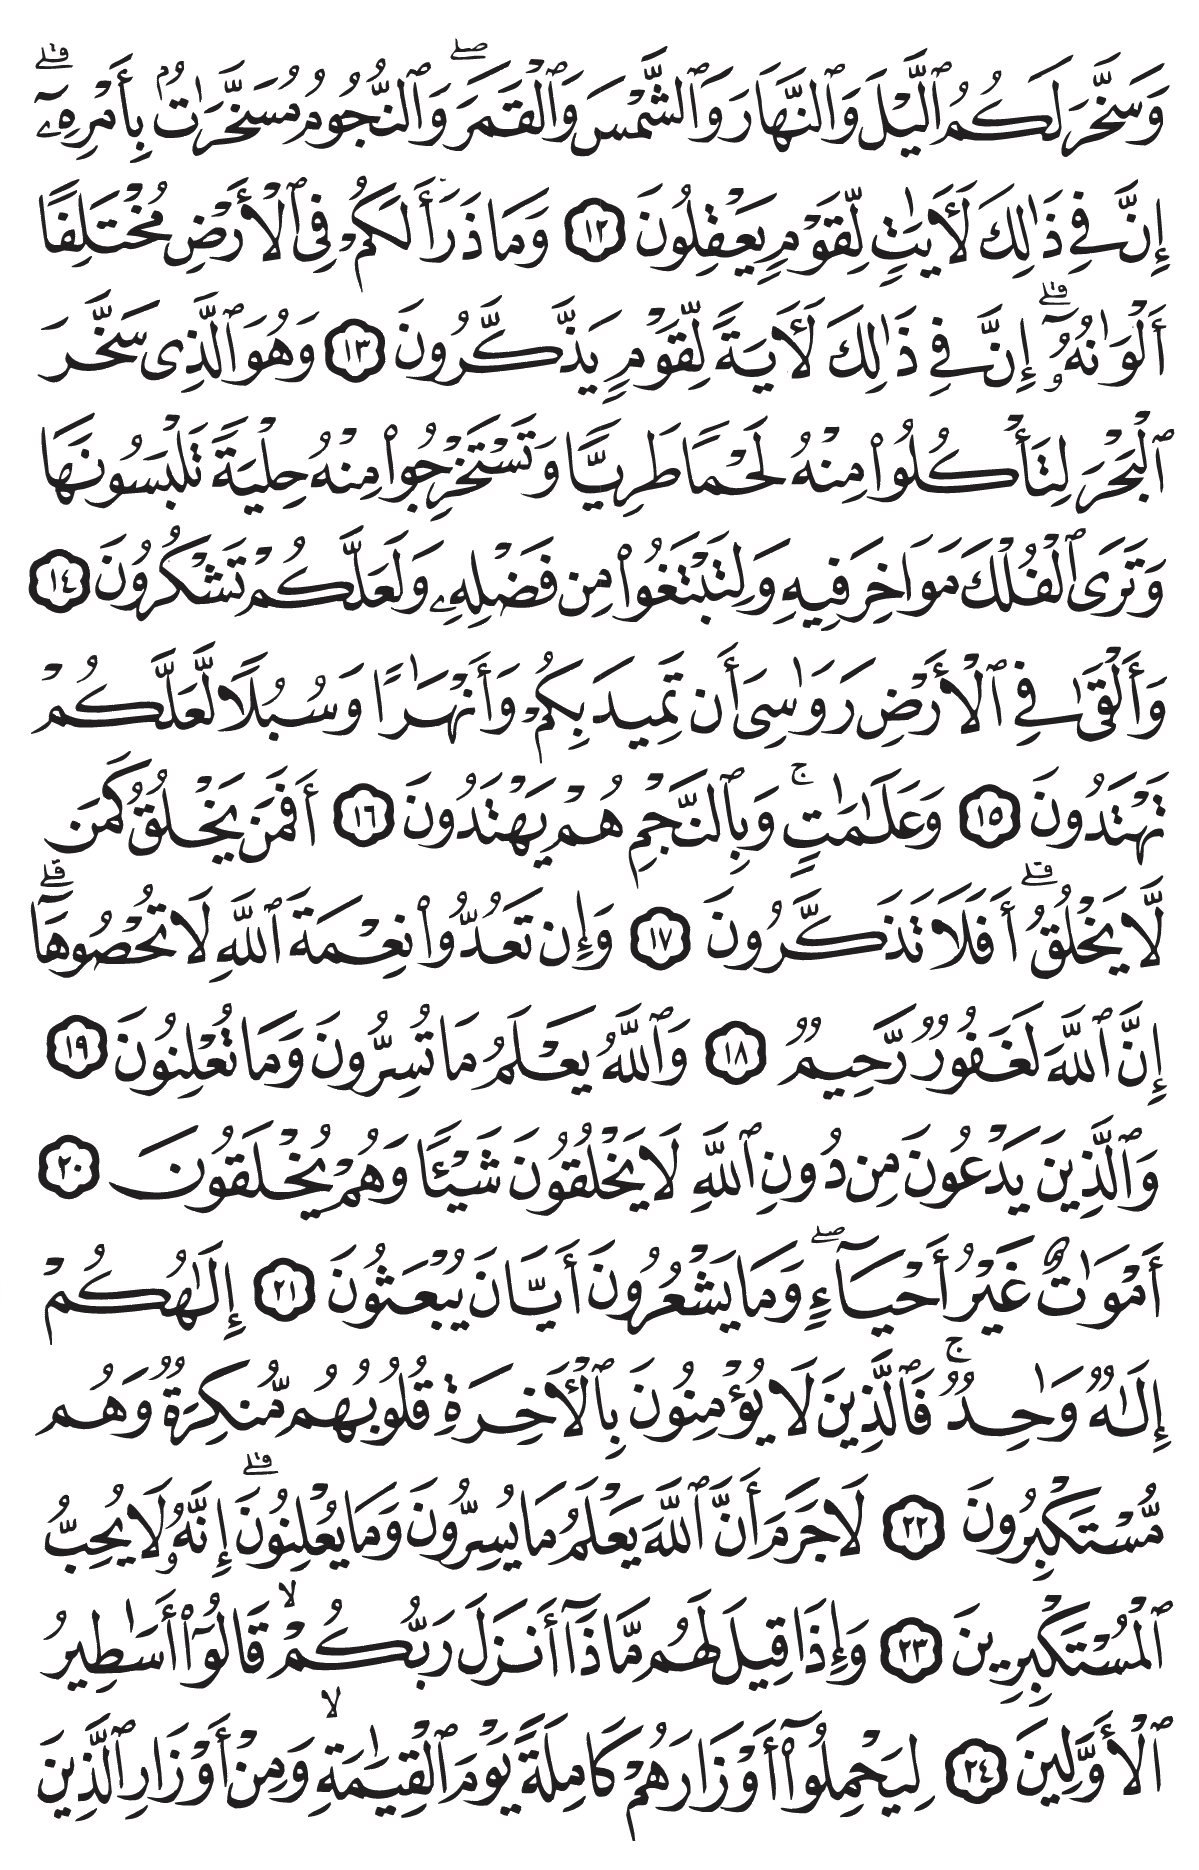 وَسَخَّرَ لَكُمُ ٱلَّيْلَ وَٱلنَّهَارَ وَٱلشَّمْسَ وَٱلْقَمَرَ ۖ وَٱلنُّجُومُ مُسَخَّرَٰتٌۢ بِأَمْرِهِۦٓ ۗ
إِنَّ فِى ذَٰلِكَ لَـَٔايَٰتٍ لِّقَوْمٍ يَعْقِلُونَ ١٢ وَمَا ذَرَأَ لَكُمْ فِى ٱلْأَرْضِ مُخْتَلِفًا
أَلْوَٰنُهُۥٓ ۗ إِنَّ فِى ذَٰلِكَ لَـَٔايَةً لِّقَوْمٍ يَذَّكَّرُونَ ١٣ وَهُوَ ٱلَّذِى سَخَّرَ
ٱلْبَحْرَ لِتَأْكُلُوا۟ مِنْهُ لَحْمًا طَرِيًّا وَتَسْتَخْرِجُوا۟ مِنْهُ حِلْيَةً تَلْبَسُونَهَا
وَتَرَى ٱلْفُلْكَ مَوَاخِرَ فِيهِ وَلِتَبْتَغُوا۟ مِن فَضْلِهِۦ وَلَعَلَّكُمْ تَشْكُرُونَ ١٤
وَأَلْقَىٰ فِى ٱلْأَرْضِ رَوَٰسِىَ أَن تَمِيدَ بِكُمْ وَأَنْهَٰرًا وَسُبُلًا لَّعَلَّكُمْ
تَهْتَدُونَ ١٥ وَعَلَٰمَٰتٍ ۚ وَبِٱلنَّجْمِ هُمْ يَهْتَدُونَ ١٦ أَفَمَن يَخْلُقُ كَمَن
لَّا يَخْلُقُ ۗ أَفَلَا تَذَكَّرُونَ ١٧ وَإِن تَعُدُّوا۟ نِعْمَةَ ٱللَّهِ لَا تُحْصُوهَآ ۗ
إِنَّ ٱللَّهَ لَغَفُورٌ رَّحِيمٌ ١٨ وَٱللَّهُ يَعْلَمُ مَا تُسِرُّونَ وَمَا تُعْلِنُونَ ١٩
وَٱلَّذِينَ يَدْعُونَ مِن دُونِ ٱللَّهِ لَا يَخْلُقُونَ شَيْـًٔا وَهُمْ يُخْلَقُونَ ٢٠
أَمْوَٰتٌ غَيْرُ أَحْيَآءٍ ۖ وَمَا يَشْعُرُونَ أَيَّانَ يُبْعَثُونَ ٢١ إِلَٰهُكُمْ
إِلَٰهٌ وَٰحِدٌ ۚ فَٱلَّذِينَ لَا يُؤْمِنُونَ بِٱلْـَٔاخِرَةِ قُلُوبُهُم مُّنكِرَةٌ وَهُم
مُّسْتَكْبِرُونَ ٢٢ لَا جَرَمَ أَنَّ ٱللَّهَ يَعْلَمُ مَا يُسِرُّونَ وَمَا يُعْلِنُونَ ۗ إِنَّهُۥ لَا يُحِبُّ
ٱلْمُسْتَكْبِرِينَ ٢٣ وَإِذَا قِيلَ لَهُم مَّاذَآ أَنزَلَ رَبُّكُمْ ۙ قَالُوٓا۟ أَسَٰطِيرُ
ٱلْأَوَّلِينَ ٢٤ لِيَحْمِلُوٓا۟ أَوْزَارَهُمْ كَامِلَةً يَوْمَ ٱلْقِيَٰمَةِ ۙ وَمِنْ أَوْزَارِ ٱلَّذِينَ